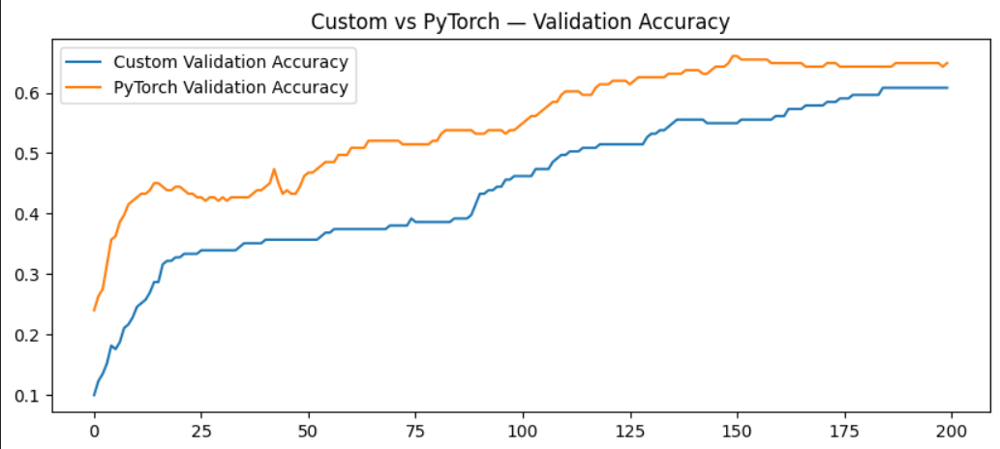 Custom vs PyTorch — Validation Accuracy
Custom Validation Accuracy
PyTorch Validation Accuracy
0.6
0.5
0.4
0.3
0.2
0.1
0 25 50 75 100 125 150 175 200